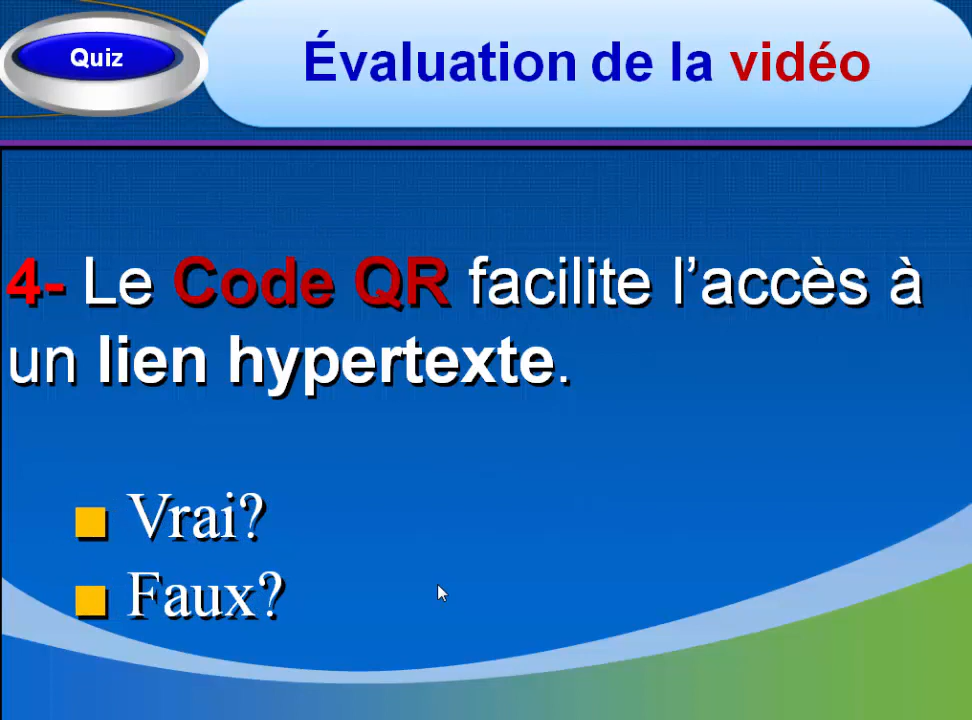 Quiz
Évaluation de la vidéo
4- Le Code QR facilite l’accès à
un lien hypertexte.
Vrai?
Faux?